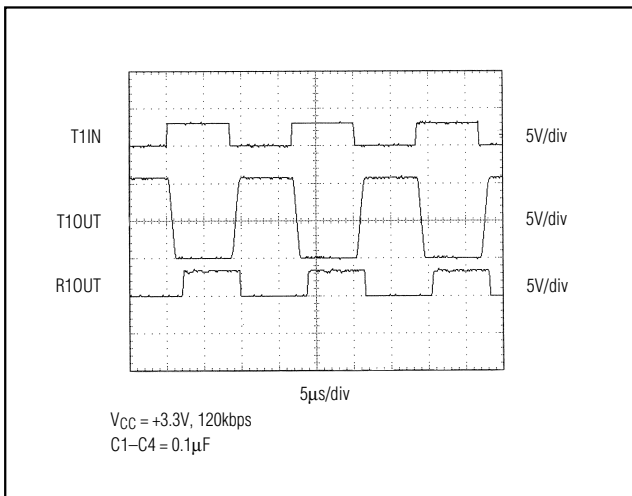 T1IN 5V/div
T1OUT 5V/div
R1OUT 5V/div
5μs/div
VCC = +3.3V, 120kbps
C1–C4 = 0.1μF